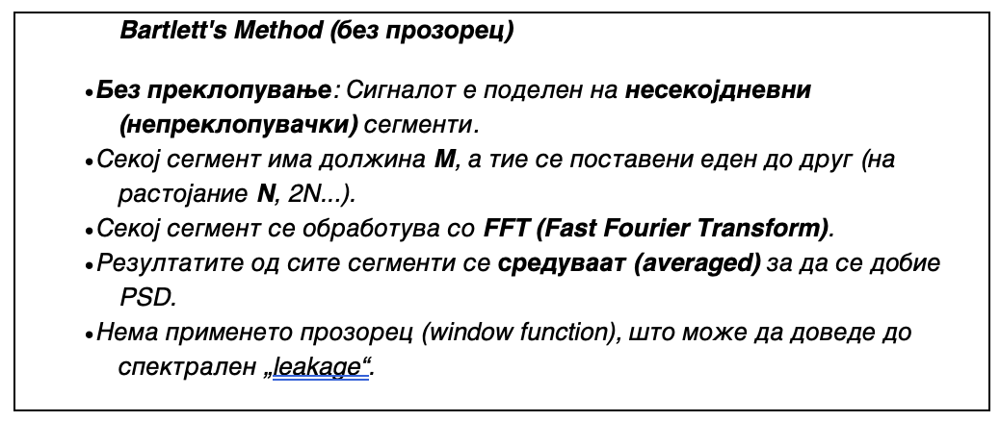 Bartlett's Method (без прозорец)
•Без преклопување: Сигналот е поделен на несекојдневни
(непреклопувачки) сегменти.
•Секој сегмент има должина M, а тие се поставени еден до друг (на
растојание N, 2N...).
•Секој сегмент се обработува со FFT (Fast Fourier Transform).
•Резултатите од сите сегменти се средуваат (averaged) за да се добие
PSD.
•Нема применето прозорец (window function), што може да доведе до
спектрален „leakage“.